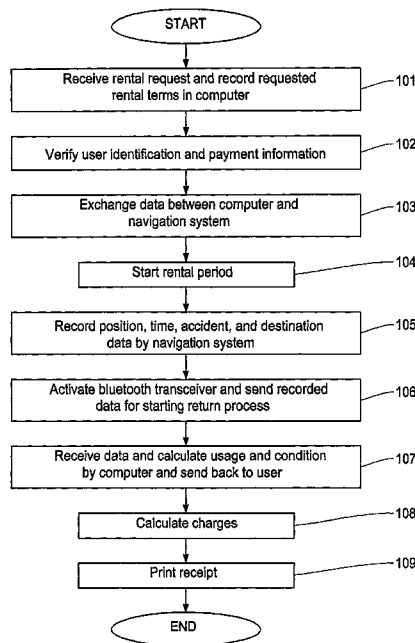 START
Receive rental request and record requested
rental terms in computer
101
Verify user identification and payment information
102
Exchange data between computer and
navigation system
103
Start rental period
104
Record position, time, accident, and destination
data by navigation system
105
Activate bluetooth transceiver and send recorded
data for starting return process
106
Receive data and calculate usage and condition
by computer and send back to user
107
Calculate charges
108
Print receipt
109
END